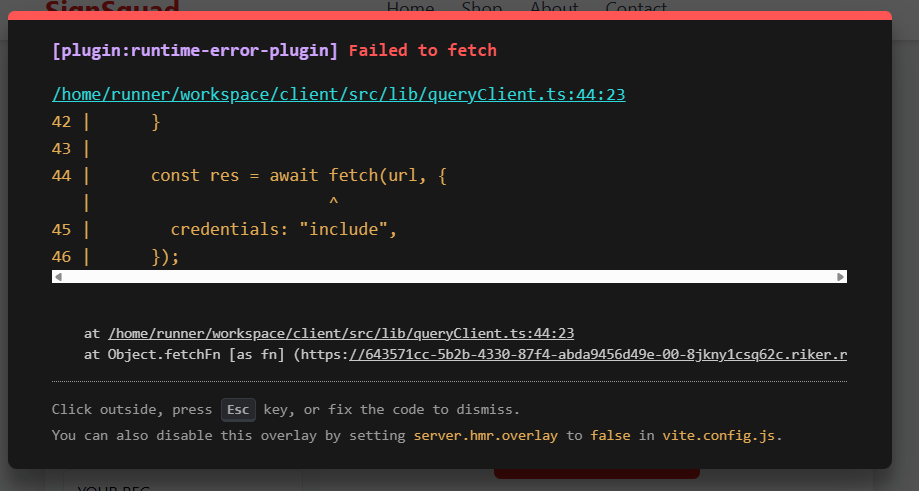 SignSquad Home Shop About Contact
[plugin:runtime-error-plugin] Failed to fetch
/home/runner/workspace/client/src/lib/queryClient.ts:44:23
42 | }
43 |
44 | const res = await fetch(url, {
| ^
45 | credentials: "include",
46 | });
at /home/runner/workspace/client/src/lib/queryClient.ts:44:23
at Object.fetchFn [as fn] (https://643571cc-5b2b-4330-87f4-abda9456d49e-00-8jkny1csq62c.riker.r
Click outside, press Esc key, or fix the code to dismiss.
You can also disable this overlay by setting server.hmr.overlay to false in vite.config.js.
YOUR